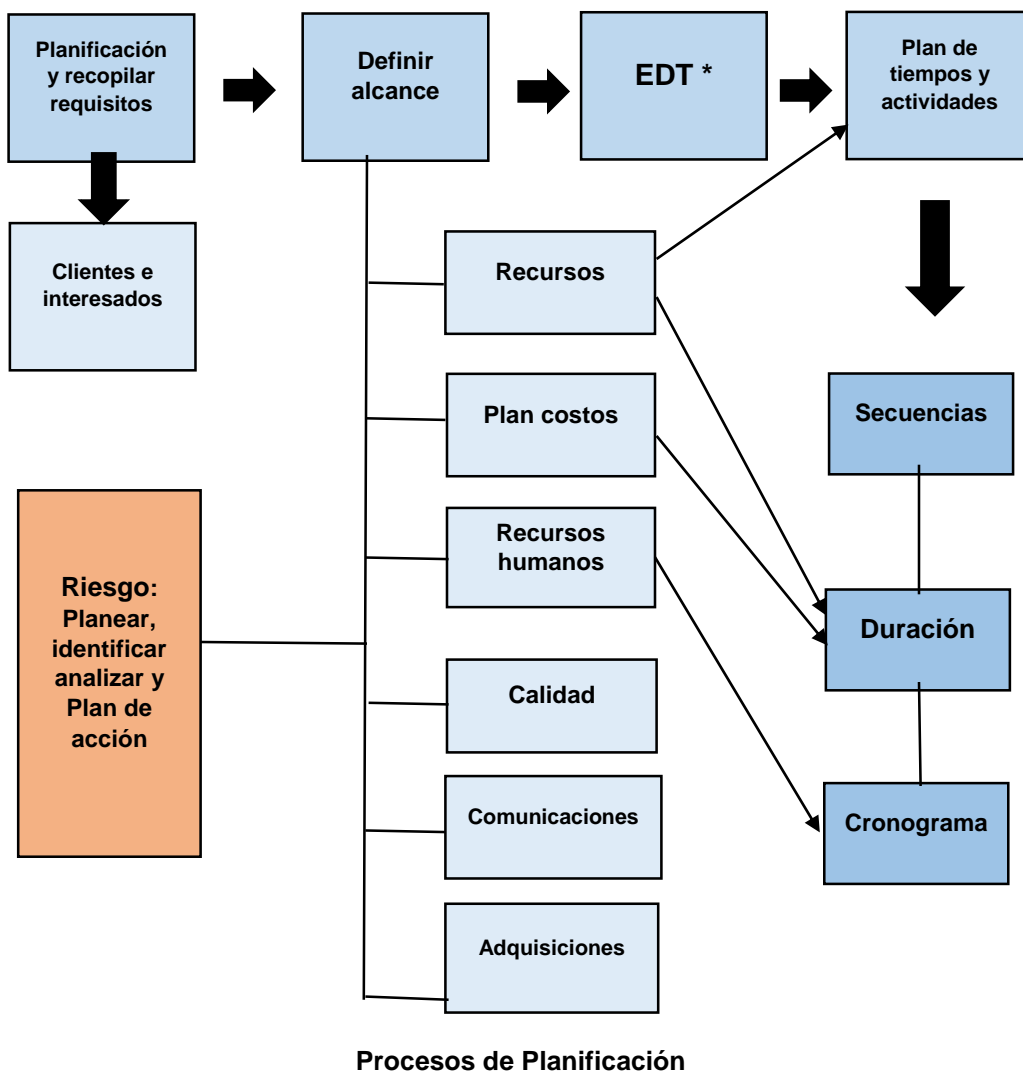 Planificación
y recopilar
requisitos
Definir
alcance
EDT *
Plan de
tiempos y
actividades
Clientes e
interesados
Recursos
Plan costos
Secuencias
Recursos
humanos
Riesgo:
Planear,
identificar
analizar y
Plan de
acción
Duración
Calidad
Comunicaciones
Cronograma
Adquisiciones
Procesos de Planificación